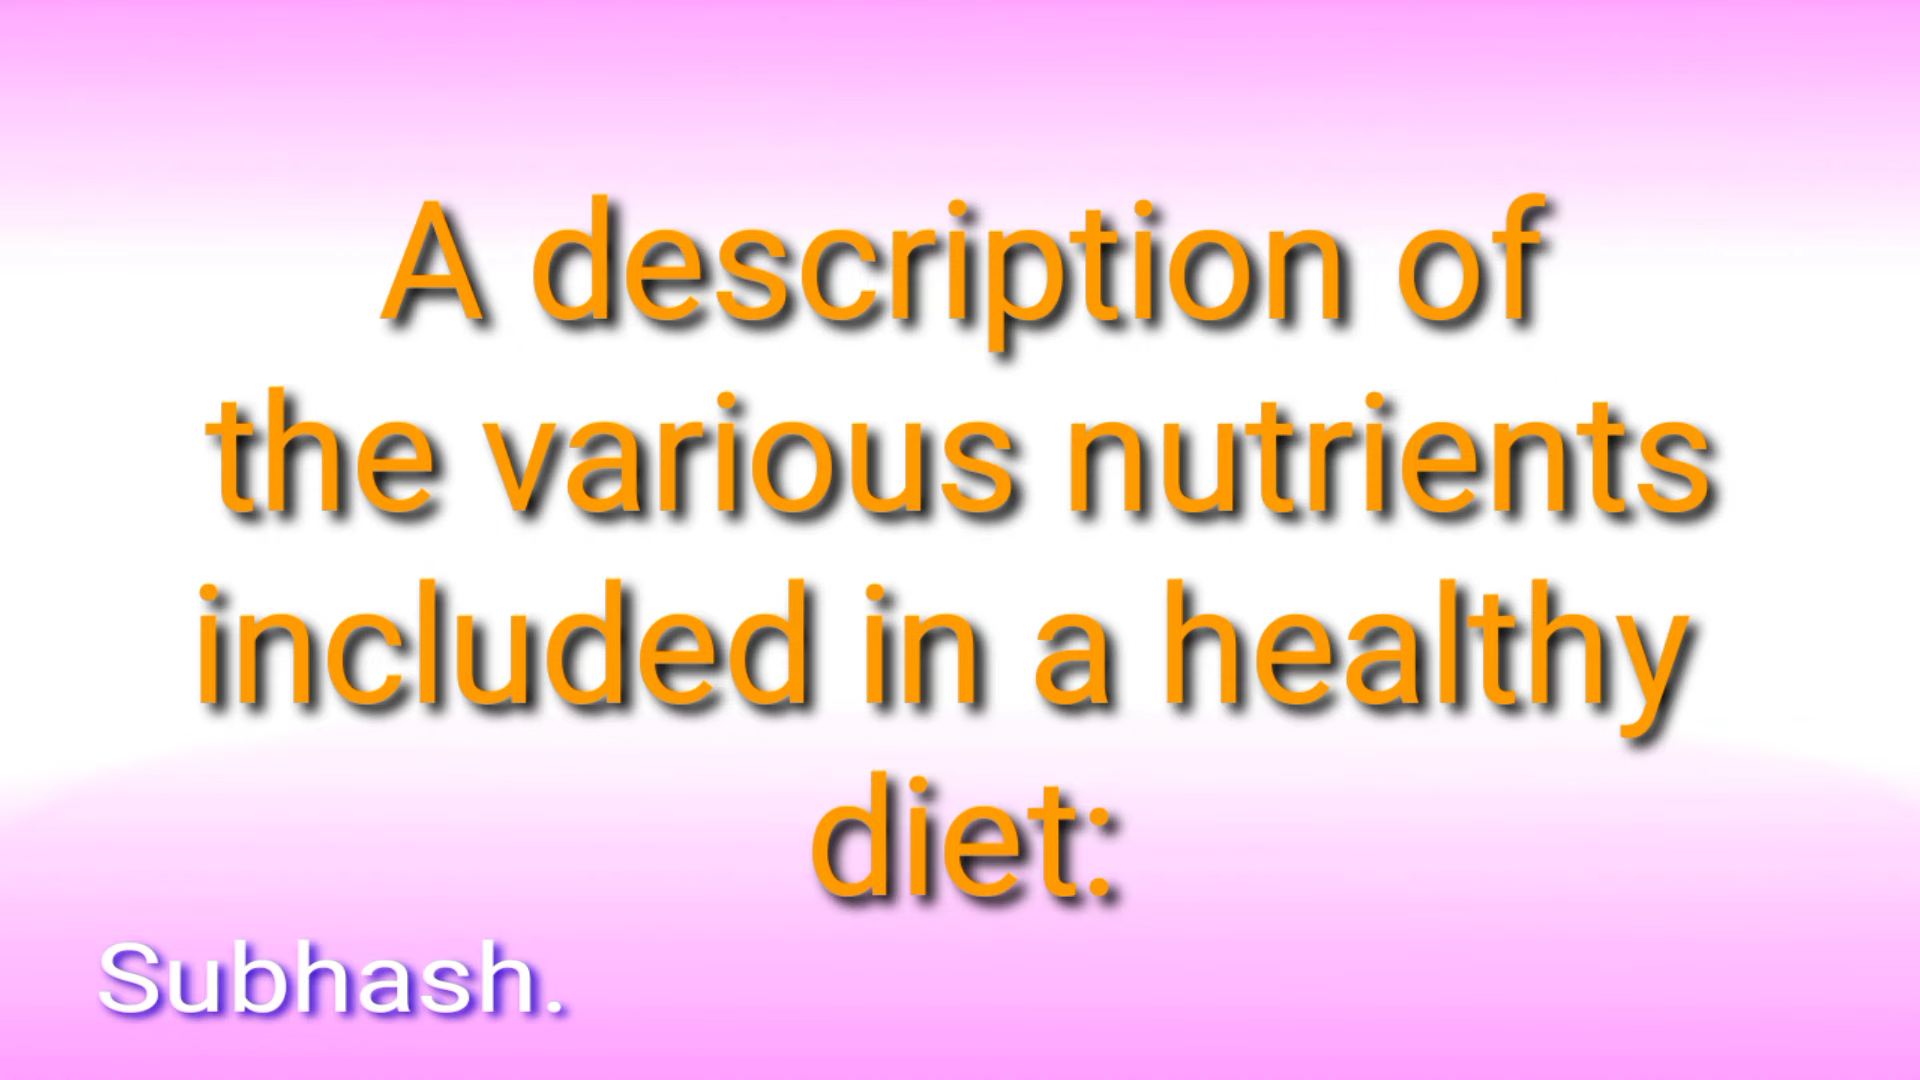 A description of
the various nutrients
included in a healthy
diet:
Subhash.